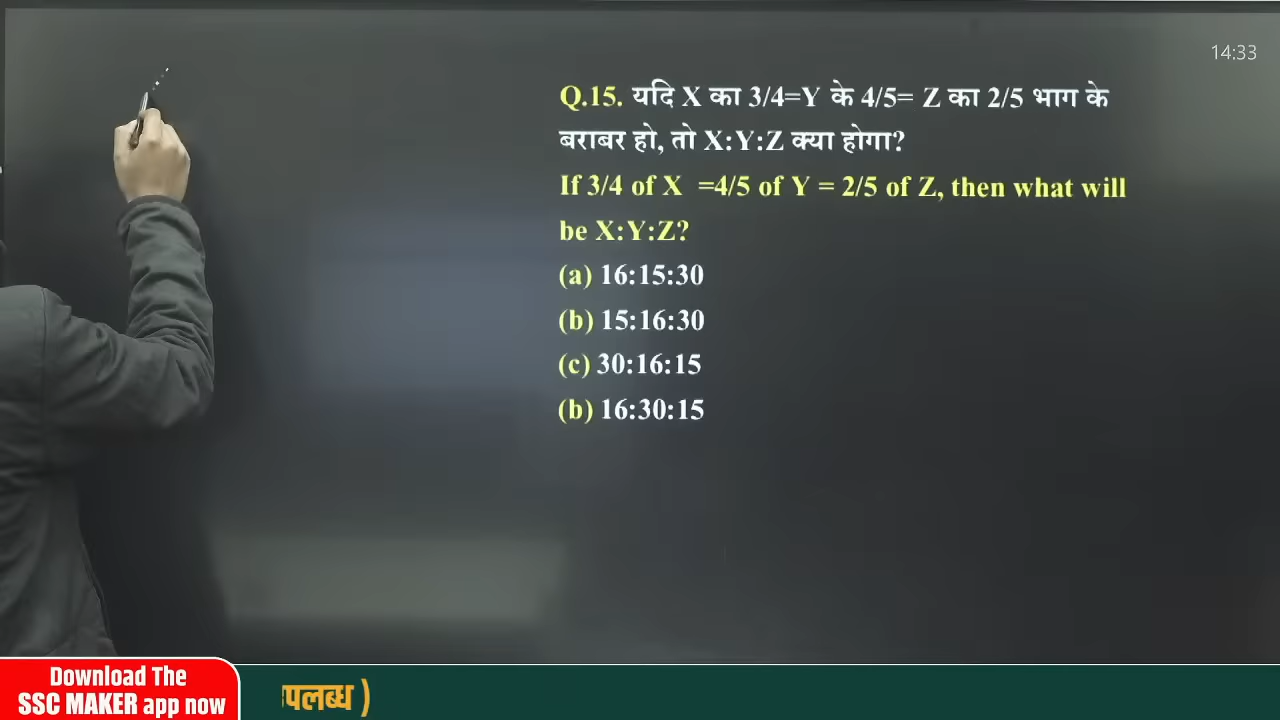 14:33
Q.15. यदि X का 3/4=Y के 4/5= Z का 2/5 भाग के
बराबर हो, तो X:Y:Z क्या होगा?
If 3/4 of X =4/5 of Y = 2/5 of Z, then what will
be X:Y:Z?
(a) 16:15:30
(b) 15:16:30
(c) 30:16:15
(b) 16:30:15
Download The
SSC MAKER app now
पलब्ध )